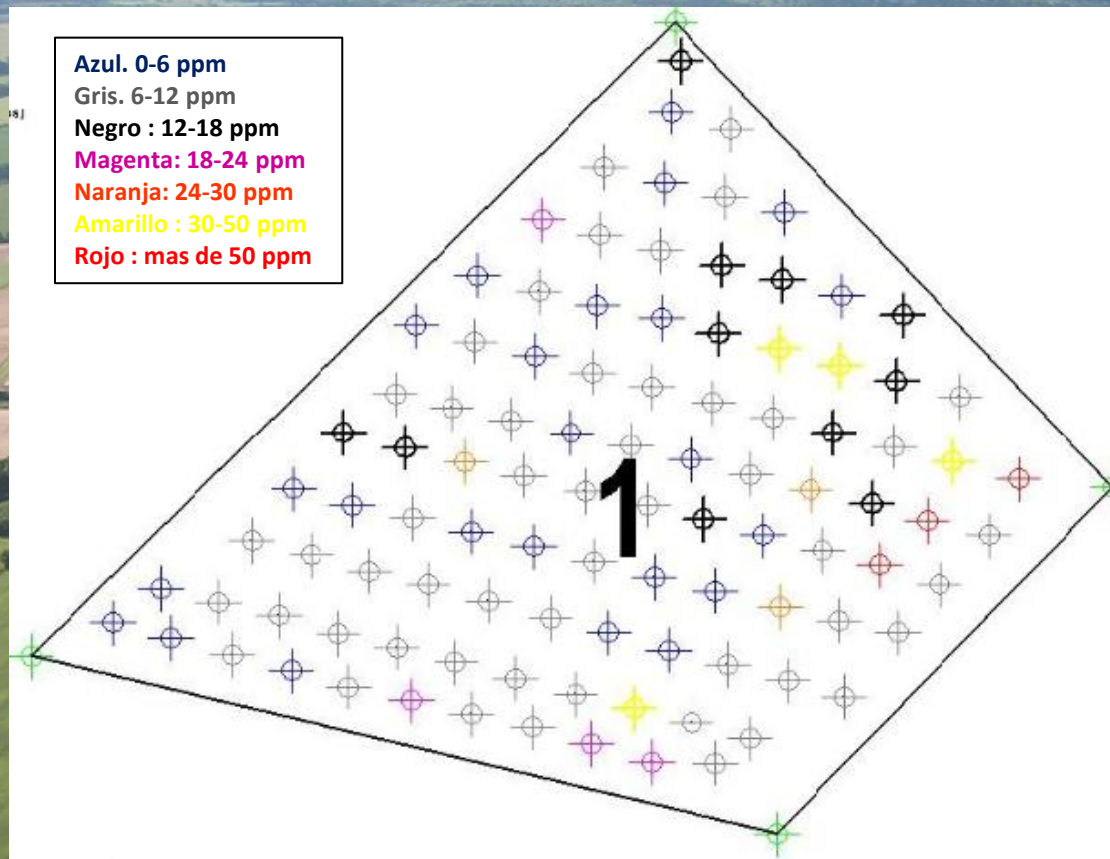 Azul. 0-6 ppm
Gris. 6-12 ppm
Negro : 12-18 ppm
Magenta: 18-24 ppm
Naranja: 24-30 ppm
Amarillo : 30-50 ppm
Rojo : mas de 50 ppm
1